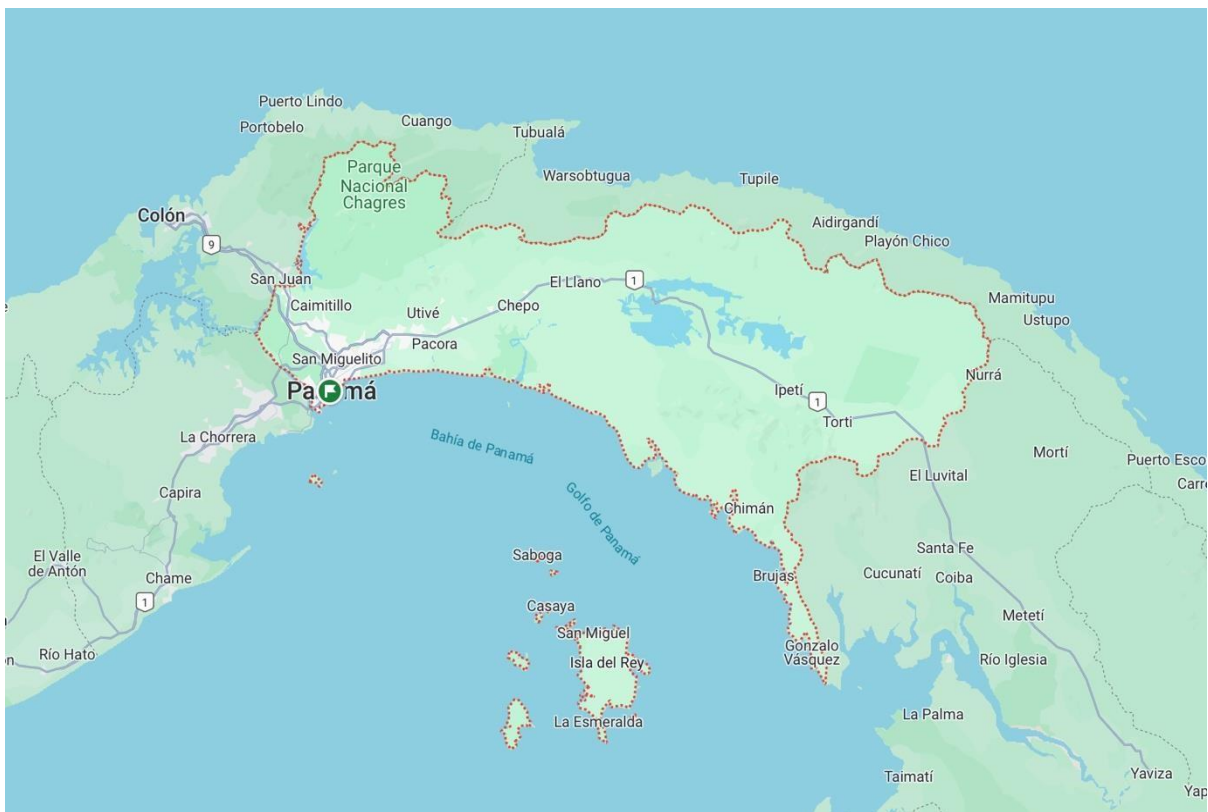 Puerto Lindo
Portobelo
Cuango
Tubualá
Parque
Nacional
Chagres
Warsobtugua
Tupile
Colón
Aidirgandí
9
Playón Chico
San Juan
El Llano
1
Caimitillo
Utivé
Chepo
Mamitupu
Ustupo
Pacora
San Miguelito
Nurrá
Panamá
Ipetí
1
Torti
La Chorrera
Bahía de Panamá
Mortí
Puerto Esco
El Luvital
Carre
Capira
Golfo de Panamá
Chimán
El Valle
de Antón
Saboga
Santa Fe
Chame
Brujas
Cucunatí
Coiba
1
Casaya
Metetí
San Miguel
Río Hato
Gonzalo
Vásquez
Isla del Rey
Río Iglesia
La Esmeralda
La Palma
Taimatí
Yaviza
Yap